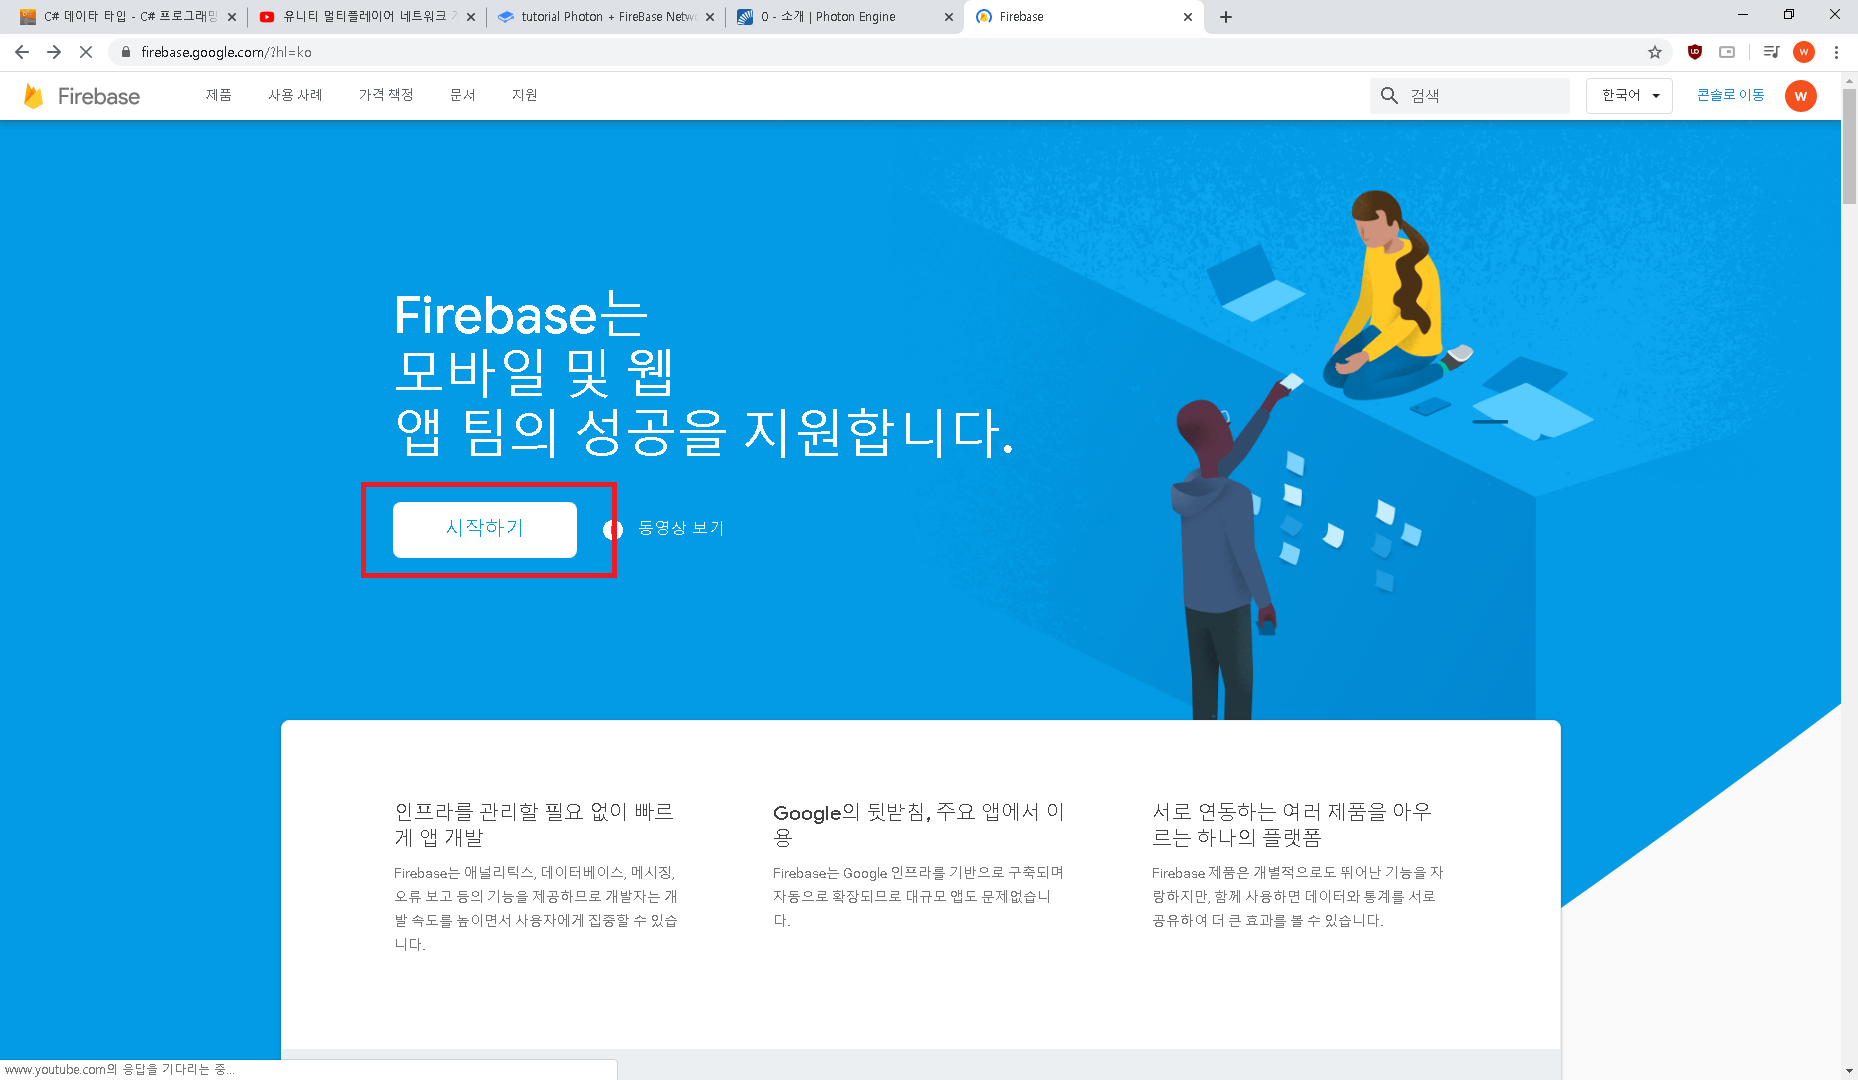 C# 데이터 타입 - C# 프로그래밍
유니티 멀티플레이어 네트워크
tutorial Photon + FireBase Netw
0 - 소개 | Photon Engine
Firebase
firebase.google.com/?hl=ko
W
Firebase
제품
사용 사례
가격 책정
문서
지원
검색
한국어
콘솔로 이동
W
Firebase는
모바일 및 웹
앱 팀의 성공을 지원합니다.
시작하기
동영상 보기
인프라를 관리할 필요 없이 빠르
게 앱 개발
Firebase는 애널리틱스, 데이터베이스, 메시징,
오류 보고 등의 기능을 제공하므로 개발자는 개
발 속도를 높이면서 사용자에게 집중할 수 있습
니다.
Google의 뒷받침, 주요 앱에서 이
용
Firebase는 Google 인프라를 기반으로 구축되며
자동으로 확장되므로 대규모 앱도 문제없습니
다.
서로 연동하는 여러 제품을 아우
르는 하나의 플랫폼
Firebase 제품은 개별적으로도 뛰어난 기능을 자
랑하지만, 함께 사용하면 데이터와 통계를 서로
공유하여 더 큰 효과를 볼 수 있습니다.
www.youtube.com의 응답을 기다리는 중...